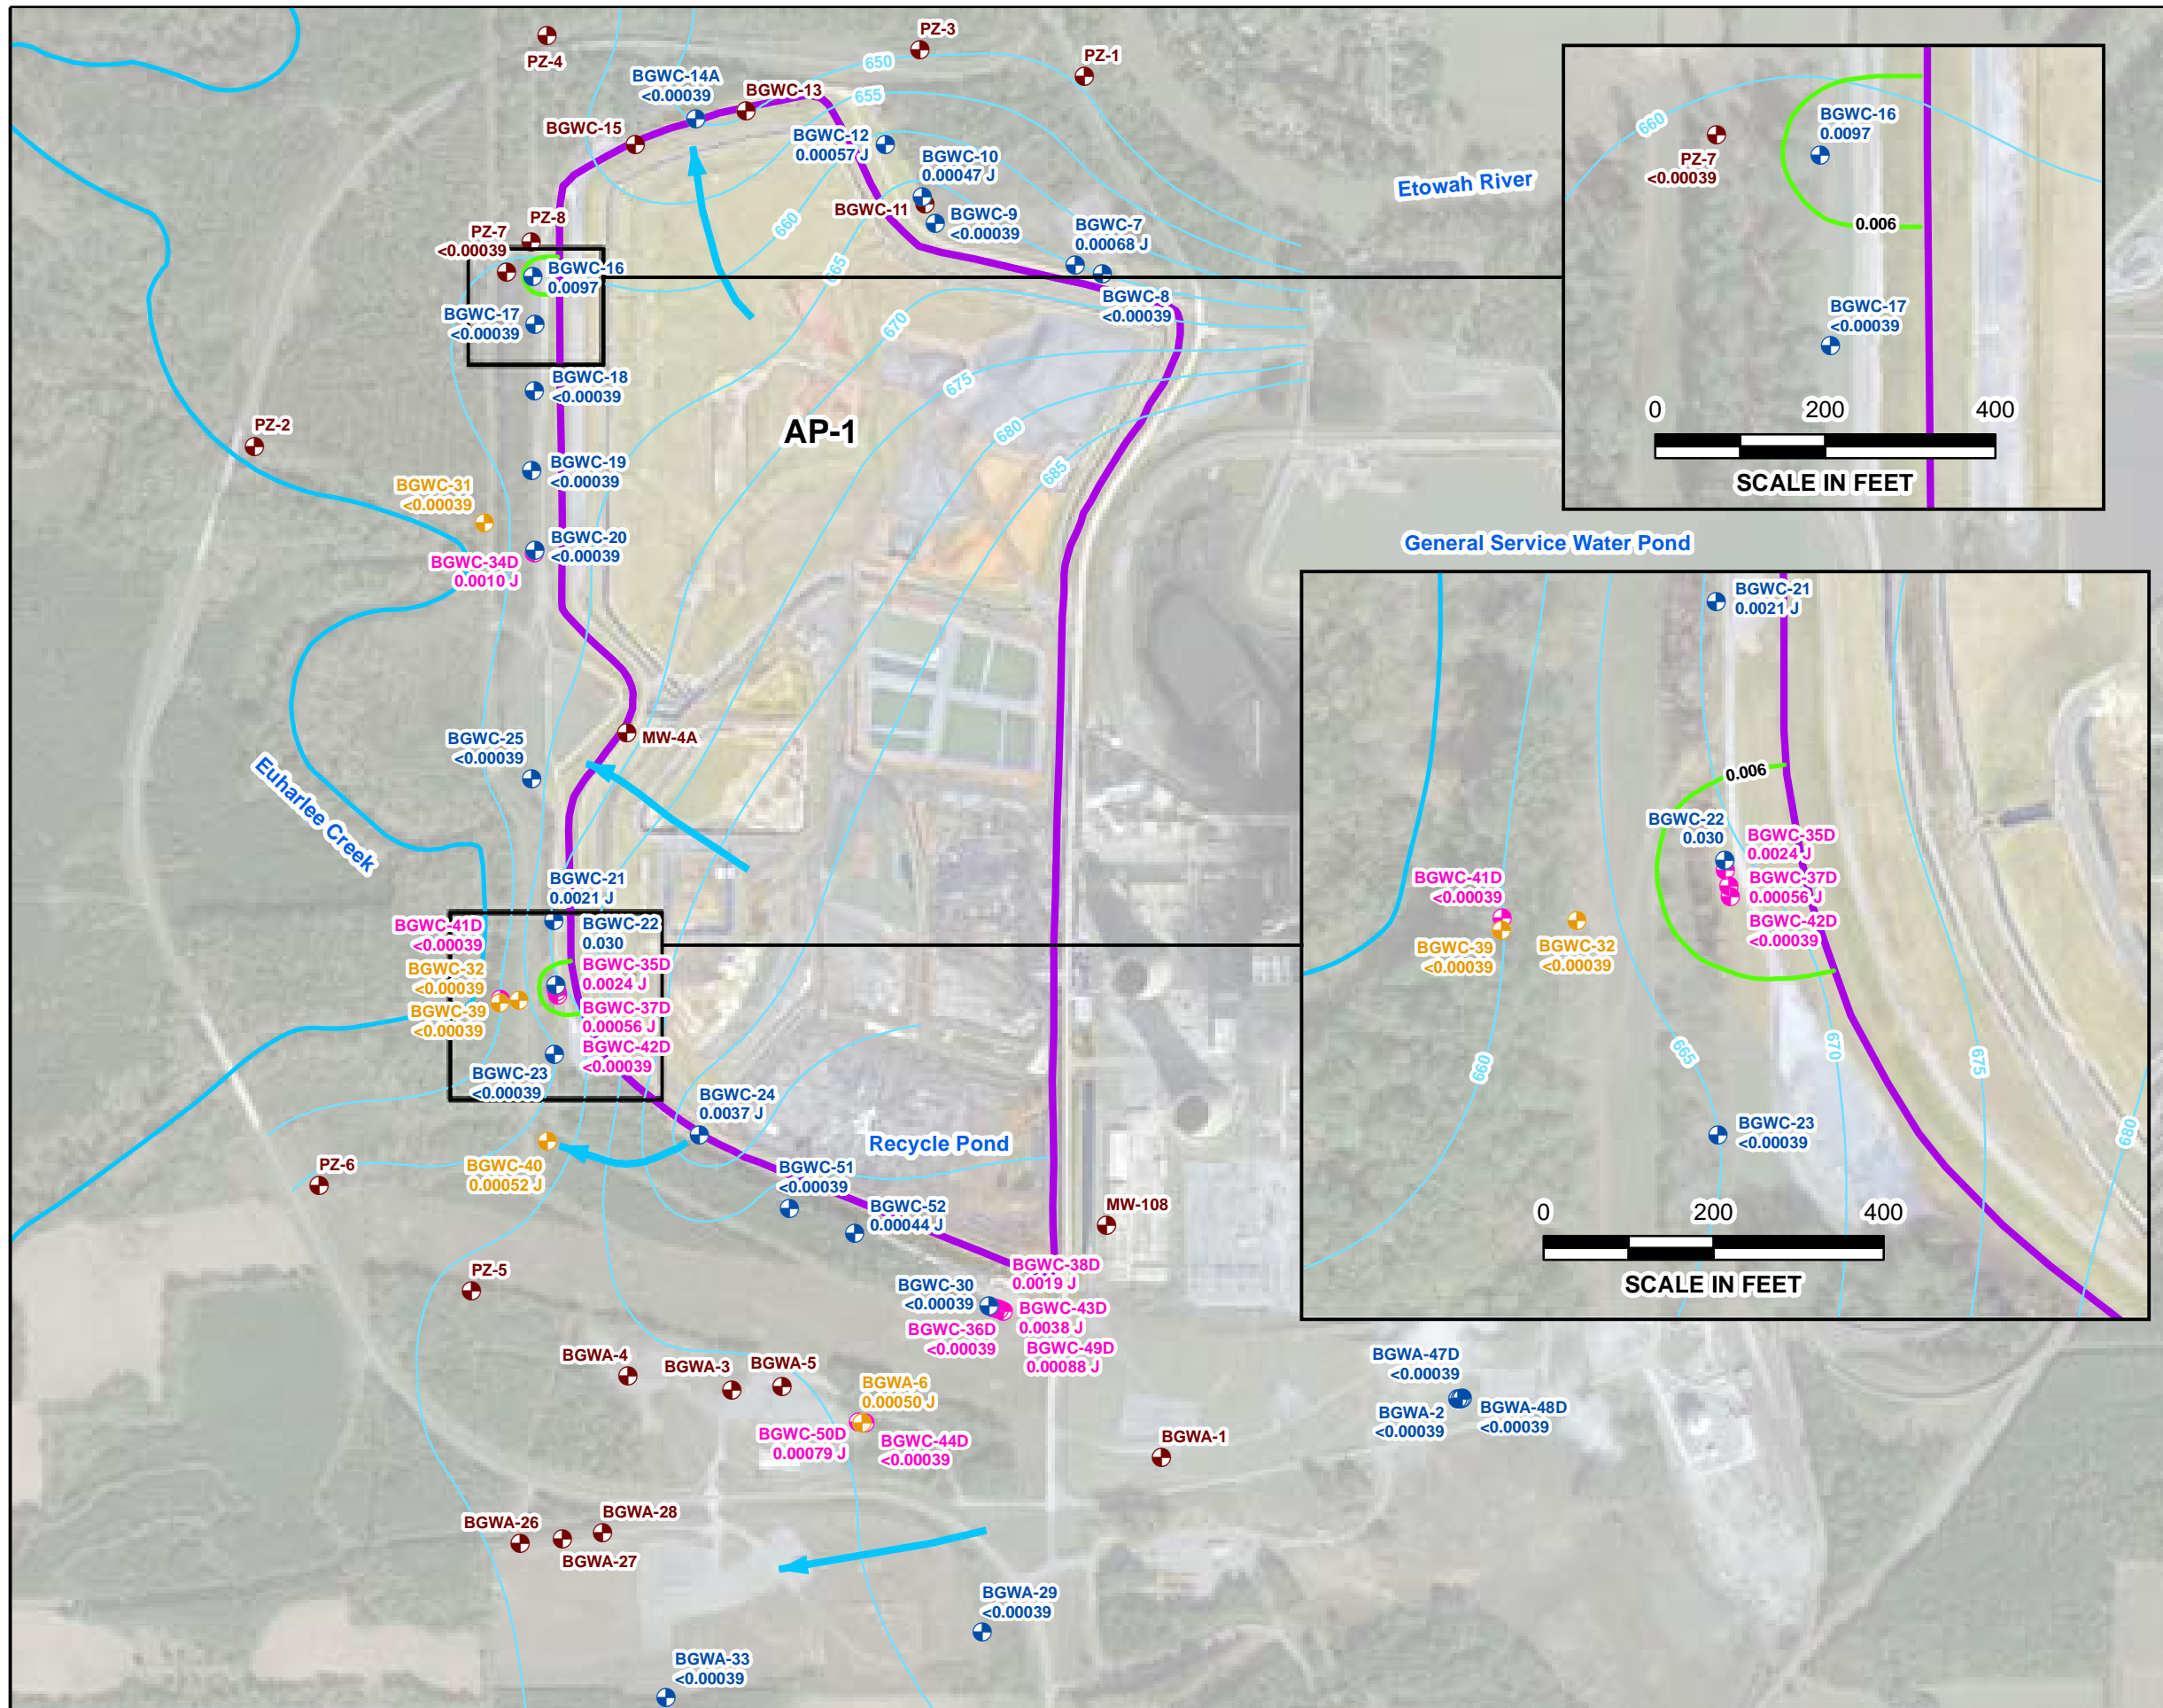 PZ-4
PZ-3
PZ-1
650
BGWC-14A
<0.00039
BGWC-13
655
BGWC-15
BGWC-12
0.00057 J
BGWC-10
0.00047 J
BGWC-11
BGWC-9
<0.00039
660
BGWC-7
0.00068 J
BGWC-8
<0.00039
Etowah River
PZ-8
PZ-7
<0.00039
BGWC-16
0.0097
665
BGWC-17
<0.00039
670
BGWC-18
<0.00039
675
AP-1
680
685
PZ-2
BGWC-19
<0.00039
BGWC-31
<0.00039
BGWC-20
<0.00039
BGWC-34D
0.0010 J
MW-4A
BGWC-25
<0.00039
Euharlee Creek
BGWC-21
0.0021 J
BGWC-22
0.030
BGWC-41D
<0.00039
BGWC-35D
0.0024 J
BGWC-32
<0.00039
BGWC-39
<0.00039
BGWC-37D
0.00056 J
BGWC-42D
<0.00039
BGWC-23
<0.00039
BGWC-24
0.0037 J
Recycle Pond
BGWC-40
0.00052 J
PZ-6
BGWC-51
<0.00039
BGWC-52
0.00044 J
MW-108
PZ-5
BGWC-38D
0.0019 J
BGWC-30
<0.00039
BGWC-43D
0.0038 J
BGWC-36D
<0.00039
BGWC-49D
0.00088 J
BGWA-4
BGWA-3
BGWA-5
BGWA-6
0.00050 J
BGWC-50D
0.00079 J
BGWC-44D
<0.00039
BGWA-1
BGWA-47D
<0.00039
BGWA-2
<0.00039
BGWA-48D
<0.00039
BGWA-26
BGWA-28
BGWA-27
BGWA-29
<0.00039
BGWA-33
<0.00039
660
PZ-7
<0.00039
BGWC-16
0.0097
0.006
BGWC-17
<0.00039
0 200 400
SCALE IN FEET
General Service Water Pond
BGWC-21
0.0021 J
0.006
BGWC-22
0.030
BGWC-35D
0.0024 J
BGWC-41D
<0.00039
BGWC-37D
0.00056 J
BGWC-39
<0.00039
BGWC-32
<0.00039
BGWC-42D
<0.00039
660
665
670
675
680
BGWC-23
<0.00039
0 200 400
SCALE IN FEET